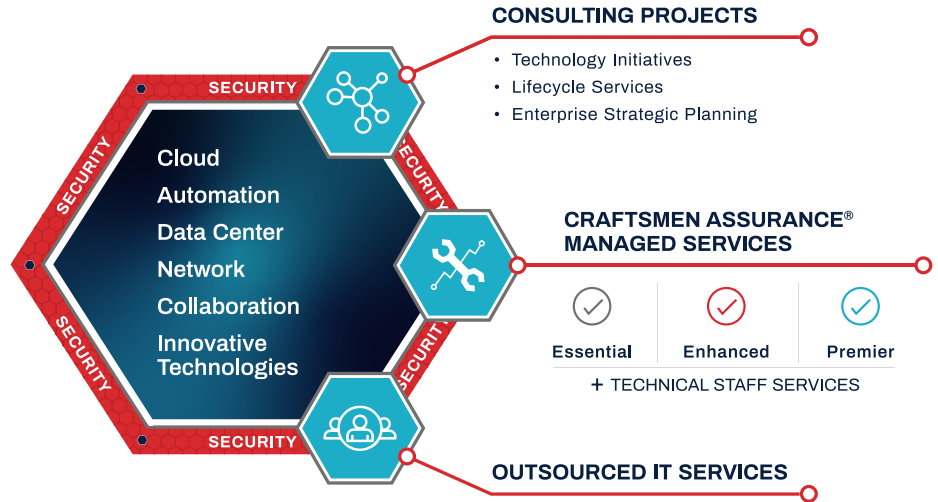 CONSULTING PROJECTS
• Technology Initiatives
• Lifecycle Services
• Enterprise Strategic Planning
SECURITY
SECURITY
SECURITY
Cloud
Automation
Data Center
Network
Collaboration
Innovative
Technologies
CRAFTSMEN ASSURANCE®
MANAGED SERVICES
Essential
Enhanced
Premier
+ TECHNICAL STAFF SERVICES
SECURITY
SECURITY
SECURITY
OUTSOURCED IT SERVICES